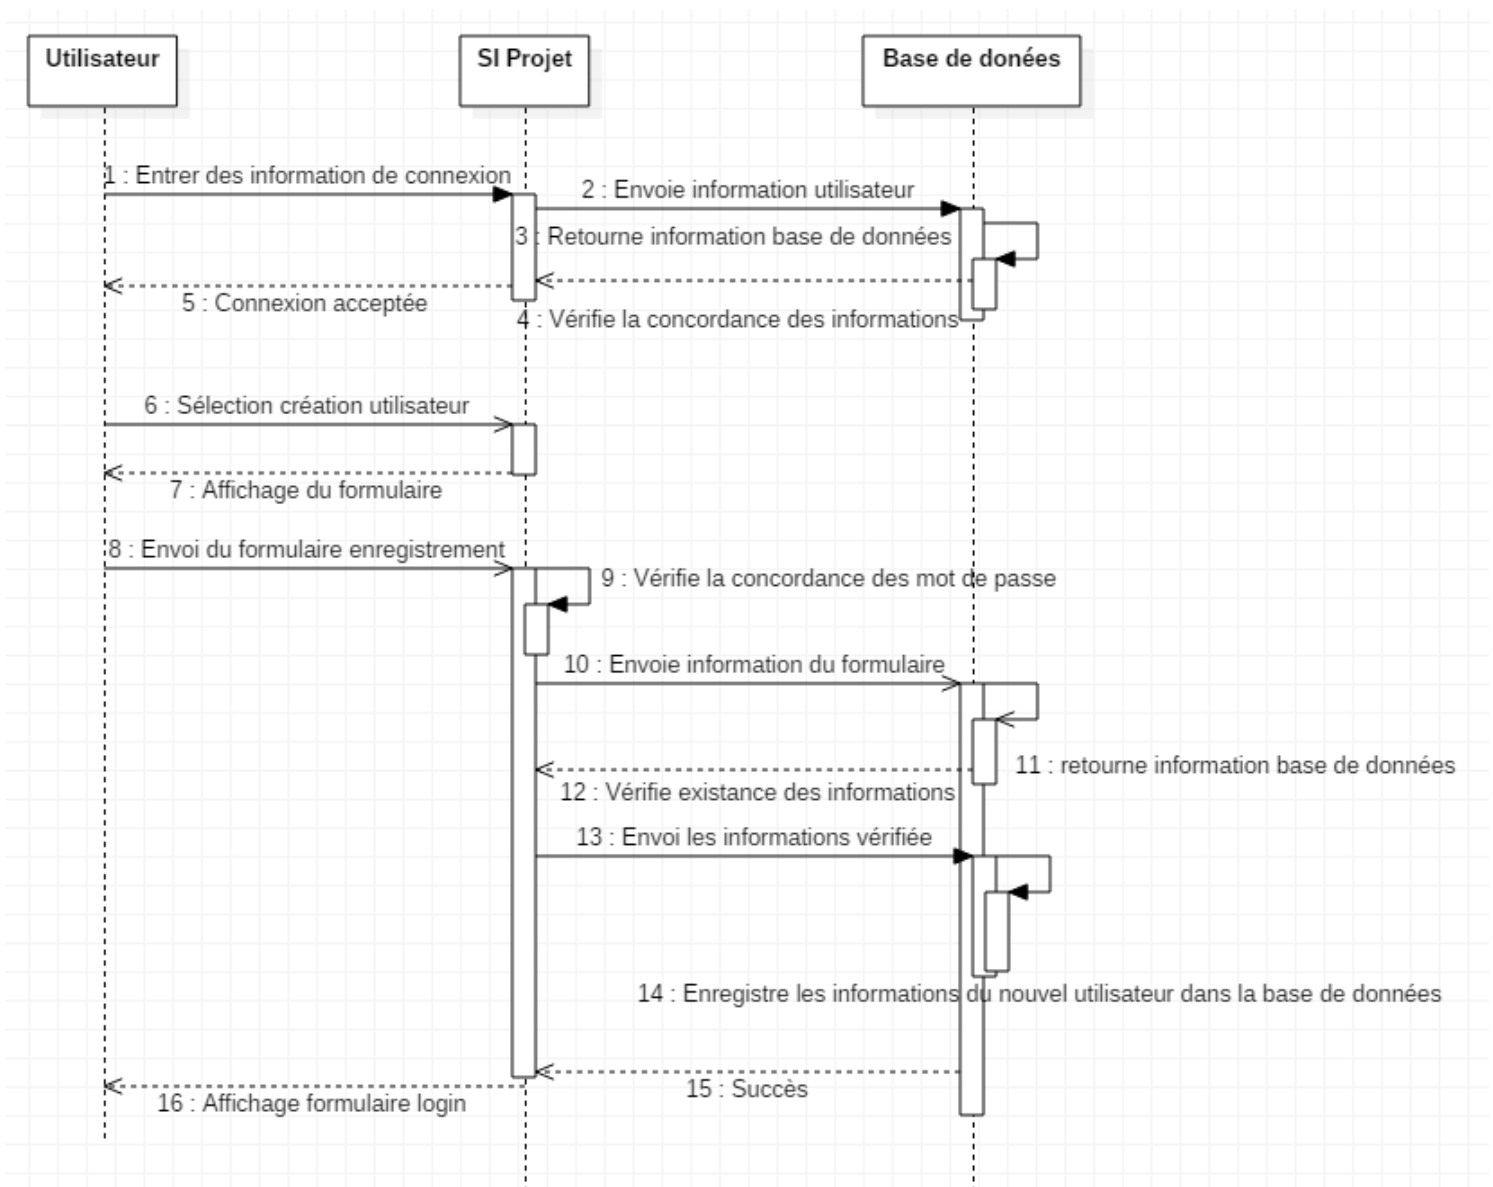 Utilisateur
SI Projet
Base de donées
1 : Entrer des information de connexion
2 : Envoie information utilisateur
3 : Retourne information base de données
5 : Connexion acceptée
4 : Vérifie la concordance des informations
6 : Sélection création utilisateur
7 : Affichage du formulaire
8 : Envoi du formulaire enregistrement
9 : Vérifie la concordance des mot de passe
10 : Envoie information du formulaire
11 : retourne information base de données
12 : Vérifie existance des informations
13 : Envoi les informations vérifiée
14 : Enregistre les informations du nouvel utilisateur dans la base de données
15 : Succès
16 : Affichage formulaire login